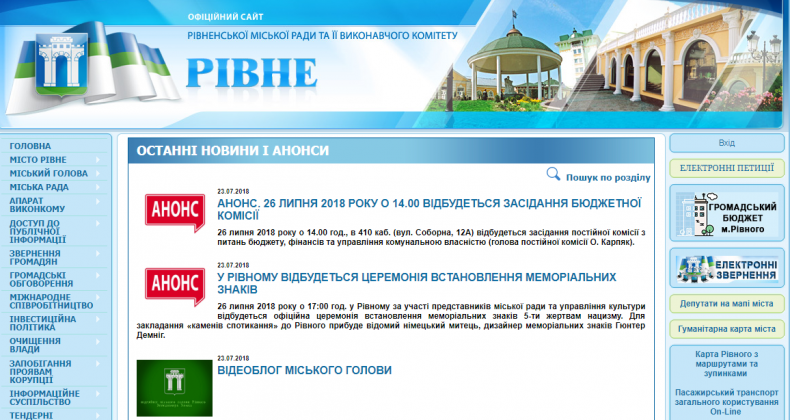 ОФІЦІЙНИЙ САЙТ
РІВНЕНСЬКОЇ МІСЬКОЇ РАДИ ТА ЇЇ ВИКОНАВЧОГО КОМІТЕТУ
РІВНЕ
ГОЛОВНА
МІСТО РІВНЕ
МІСЬКИЙ ГОЛОВА
МІСЬКА РАДА
АПАРАТ
ВИКОНКОМУ
ДОСТУП ДО
ПУБЛІЧНОЇ
ІНФОРМАЦІЇ
ЗВЕРНЕННЯ
ГРОМАДЯН
ГРОМАДСЬКІ
ОБГОВОРЕННЯ
МІЖНАРОДНЕ
СПІВРОБІТНИЦТВО
ІНВЕСТИЦІЙНА
ПОЛІТИКА
ОЧИЩЕННЯ
ВЛАДИ
ЗАПОБІГАННЯ
ПРОЯВАМ
КОРУПЦІЇ
ІНФОРМАЦІЙНЕ
СУСПІЛЬСТВО
ТЕНДЕРНІ
ОСТАННІ НОВИНИ І АНОНСИ
Пошук по розділу
АНОНС
23.07.2018
АНОНС. 26 ЛИПНЯ 2018 РОКУ О 14.00 ВІДБУДЕТЬСЯ ЗАСІДАННЯ БЮДЖЕТНОЇ
КОМІСІЇ
26 липня 2018 року о 14.00 год., в 410 каб. (вул. Соборна, 12А) відбудеться засідання постійної комісії з
питань бюджету, фінансів та управління комунальною власністю (голова постійної комісії О. Карпяк).
АНОНС
23.07.2018
У РІВНОМУ ВІДБУДЕТЬСЯ ЦЕРЕМОНІЯ ВСТАНОВЛЕННЯ МЕМОРІАЛЬНИХ
ЗНАКІВ
26 липня 2018 року о 17:00 год. у Рівному за участі представників міської ради та управління культури
відбудеться офіційна церемонія встановлення меморіальних знаків 5-ти жертвам нацизму. Для
закладання «каменів спотикання» до Рівного прибуде відомий німецький митець, дизайнер меморіальних знаків Гюнтер
Демніг.
23.07.2018
ВІДЕОБЛОГ МІСЬКОГО ГОЛОВИ
Вхід
ЕЛЕКТРОННІ ПЕТИЦІЇ
ГРОМАДСЬКИЙ
БЮДЖЕТ
м.Рівного
ЕЛЕКТРОННІ
ЗВЕРНЕННЯ
Депутати на мапі міста
Гуманітарна карта міста
Карта Рівного з
маршрутами та
зупинками
Пасажирський транспорт
загального користування
On-Line